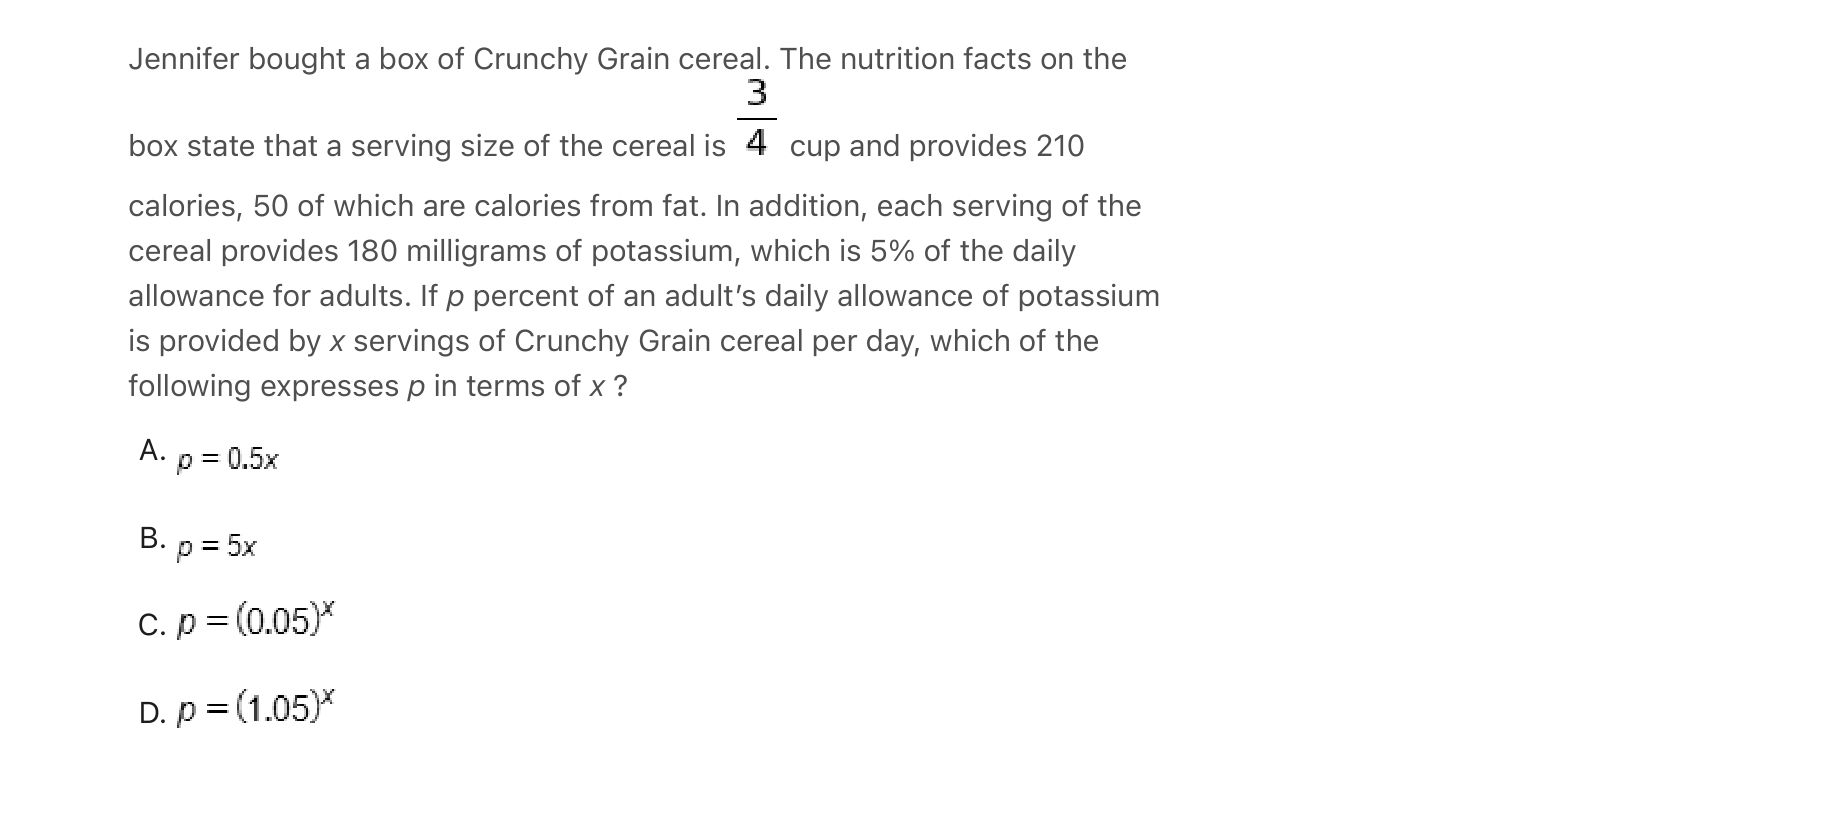 Jennifer bought a box of Crunchy Grain cereal. The nutrition facts on the
box state that a serving size of the cereal is 3/4 cup and provides 210
calories, 50 of which are calories from fat. In addition, each serving of the
cereal provides 180 milligrams of potassium, which is 5% of the daily
allowance for adults. If p percent of an adult’s daily allowance of potassium
is provided by x servings of Crunchy Grain cereal per day, which of the
following expresses p in terms of x ?
A. p = 0.5x
B. p = 5x
C. p = (0.05)^x
D. p = (1.05)^x